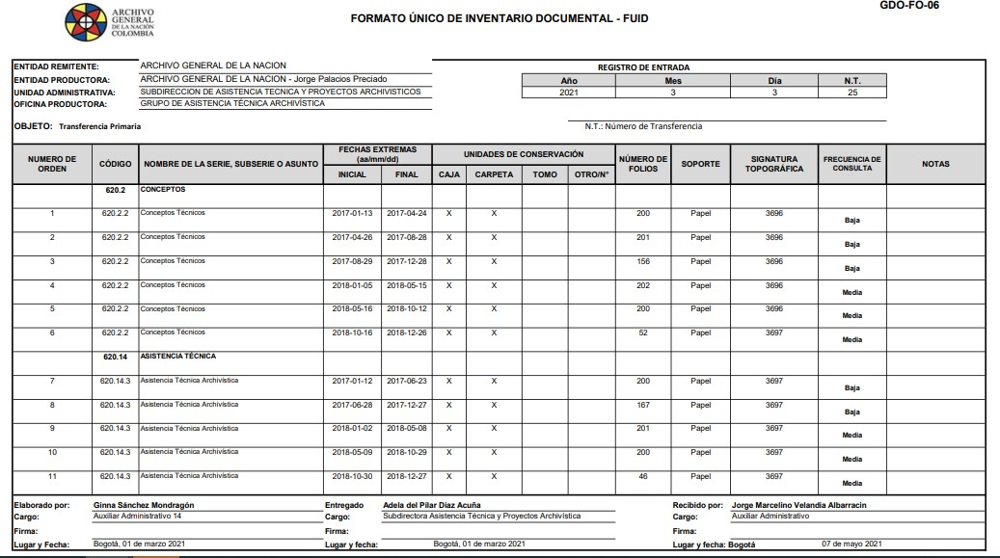 ARCHIVO
GENERAL
DE LA NACIÓN
COLOMBIA
FORMATO ÚNICO DE INVENTARIO DOCUMENTAL - FUID
GDO-FO-06
ENTIDAD REMITENTE: ARCHIVO GENERAL DE LA NACION
ENTIDAD PRODUCTORA: ARCHIVO GENERAL DE LA NACION - Jorge Palacios Preciado
UNIDAD ADMINISTRATIVA: SUBDIRECCION DE ASISTENCIA TECNICA Y PROYECTOS ARCHIVISTICOS
OFICINA PRODUCTORA: GRUPO DE ASISTENCIA TÉCNICA ARCHIVÍSTICA
REGISTRO DE ENTRADA
Año Mes Día N.T.
2021 3 3 25
OBJETO: Transferencia Primaria
N.T.: Número de Transferencia
NUMERO DE ORDEN CÓDIGO NOMBRE DE LA SERIE, SUBSERIE O ASUNTO FECHAS EXTREMAS (aa/mm/dd) UNIDADES DE CONSERVACIÓN NÚMERO DE FOLIOS SOPORTE SIGNATURA TOPOGRÁFICA FRECUENCIA DE CONSULTA NOTAS
INICIAL FINAL CAJA CARPETA TOMO OTRO/N°
620.2 CONCEPTOS
1 620.2.2 Conceptos Técnicos 2017-01-13 2017-04-24 X X 200 Papel 3696 Baja
2 620.2.2 Conceptos Técnicos 2017-04-26 2017-08-28 X X 201 Papel 3696 Baja
3 620.2.2 Conceptos Técnicos 2017-08-29 2017-12-28 X X 156 Papel 3696 Baja
4 620.2.2 Conceptos Técnicos 2018-01-05 2018-05-15 X X 202 Papel 3696 Media
5 620.2.2 Conceptos Técnicos 2018-05-16 2018-10-12 X X 200 Papel 3696 Media
6 620.2.2 Conceptos Técnicos 2018-10-16 2018-12-26 X X 52 Papel 3697 Media
620.14 ASISTENCIA TÉCNICA
7 620.14.3 Asistencia Técnica Archivística 2017-01-12 2017-06-23 X X 200 Papel 3697 Baja
8 620.14.3 Asistencia Técnica Archivística 2017-06-28 2017-12-27 X X 167 Papel 3697 Baja
9 620.14.3 Asistencia Técnica Archivística 2018-01-02 2018-05-08 X X 201 Papel 3697 Media
10 620.14.3 Asistencia Técnica Archivística 2018-05-09 2018-10-29 X X 200 Papel 3697 Media
11 620.14.3 Asistencia Técnica Archivística 2018-10-30 2018-12-27 X X 46 Papel 3697 Media
Elaborado por: Ginna Sánchez Mondragón Entregado Adela del Pilar Diaz Acuña Recibido por: Jorge Marcelino Velandia Albarracin
Cargo: Auxiliar Administrativo 14 Cargo: Subdirectora Asistencia Técnica y Proyectos Archivística Cargo: Auxiliar Administrativo
Firma: Firma: Firma:
Lugar y Fecha: Bogotá, 01 de marzo 2021 Lugar y Fecha: Bogotá, 01 de marzo 2021 Lugar y fecha: Bogotá 07 de mayo 2021